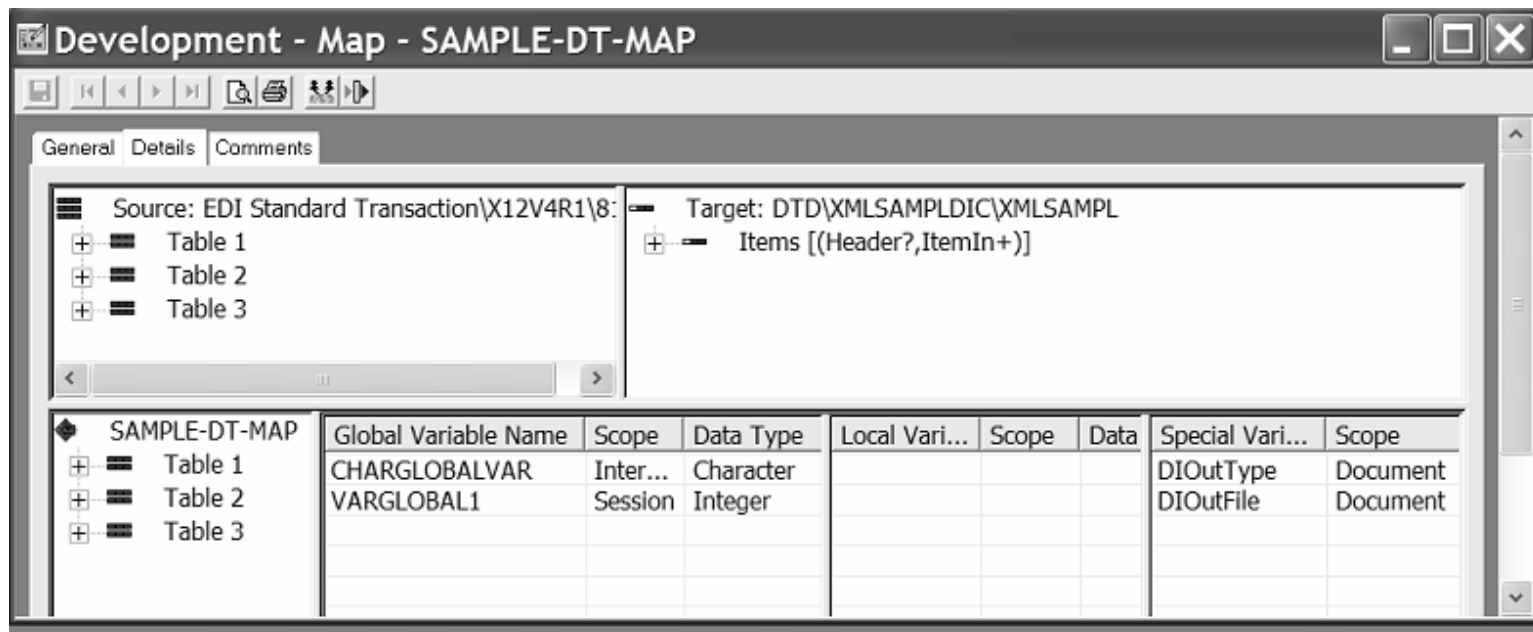 Development - Map - SAMPLE-DT-MAP
General Details Comments
Source: EDI Standard Transaction\X12V4R1\8
Table 1
Table 2
Table 3
Target: DTD\XMLSAMPLDIC\XMLSAMPL
Items [(Header?,ItemIn+)]
SAMPLE-DT-MAP
Table 1
Table 2
Table 3
Global Variable Name Scope Data Type
CHARGLOBALVAR Inter... Character
VARGLOBAL1 Session Integer
Local Vari... Scope Data
Special Vari... Scope
DIOutType Document
DIOutFile Document